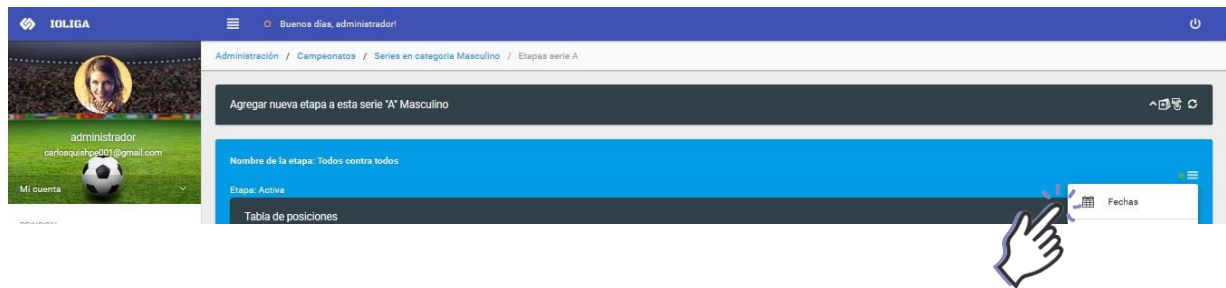 IOLIGA
Buenos días, administrador!
Administración / Campeonatos / Series en categoria Masculino / Etapas serie A
Agregar nueva etapa a esta serie "A" Masculino
administrador
carlosquishpe001@gmail.com
Mi cuenta
Nombre de la etapa: Todos contra todos
Etapa: Activa
Fechas
Tabla de posiciones